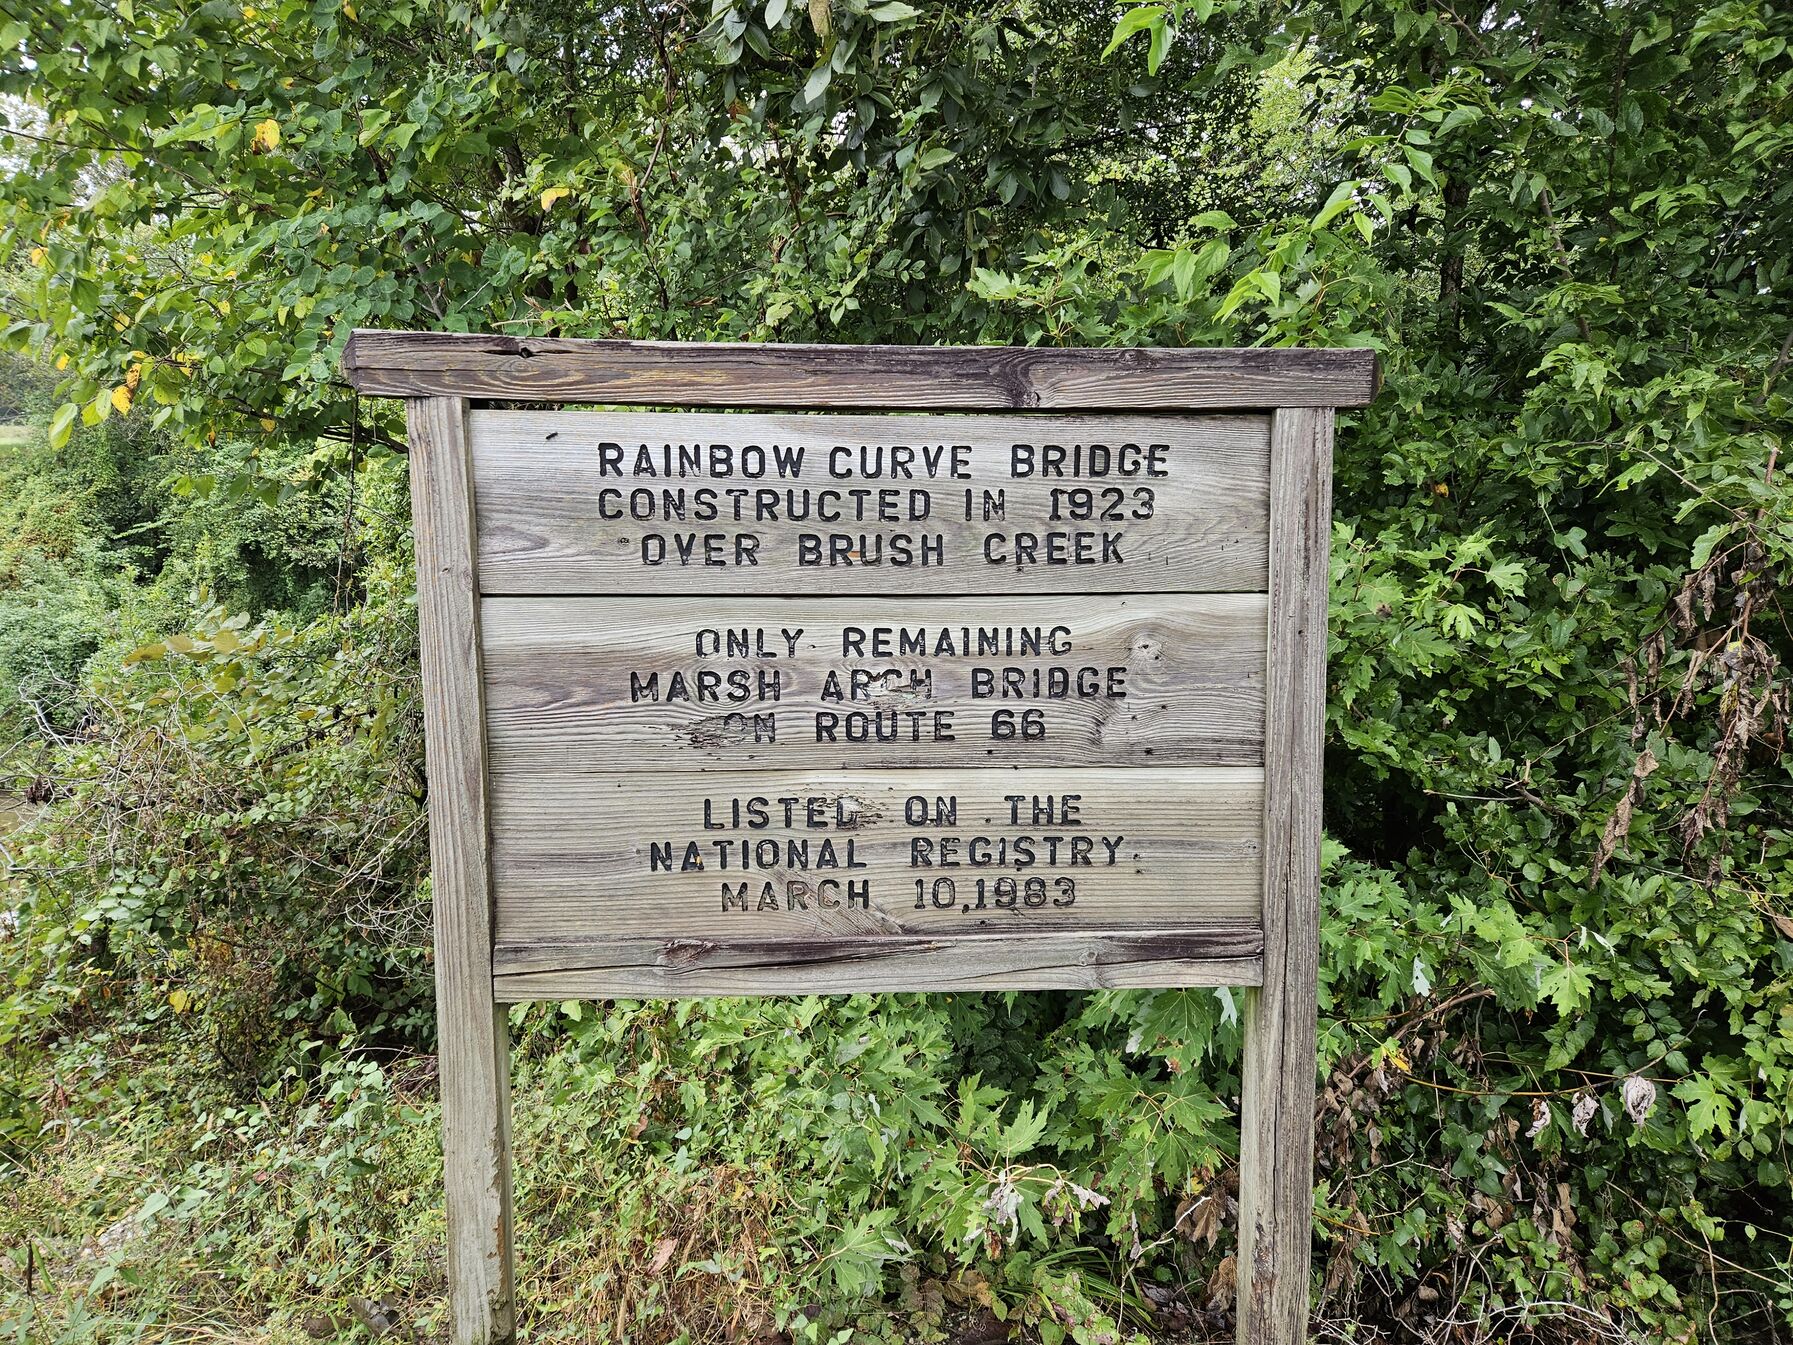 RAINBOW CURVE BRIDGE
CONSTRUCTED IN 1923
OVER BRUSH CREEK
ONLY REMAINING
MARSH ARCH BRIDGE
ON ROUTE 66
LISTED ON THE
NATIONAL REGISTRY
MARCH 10,1983